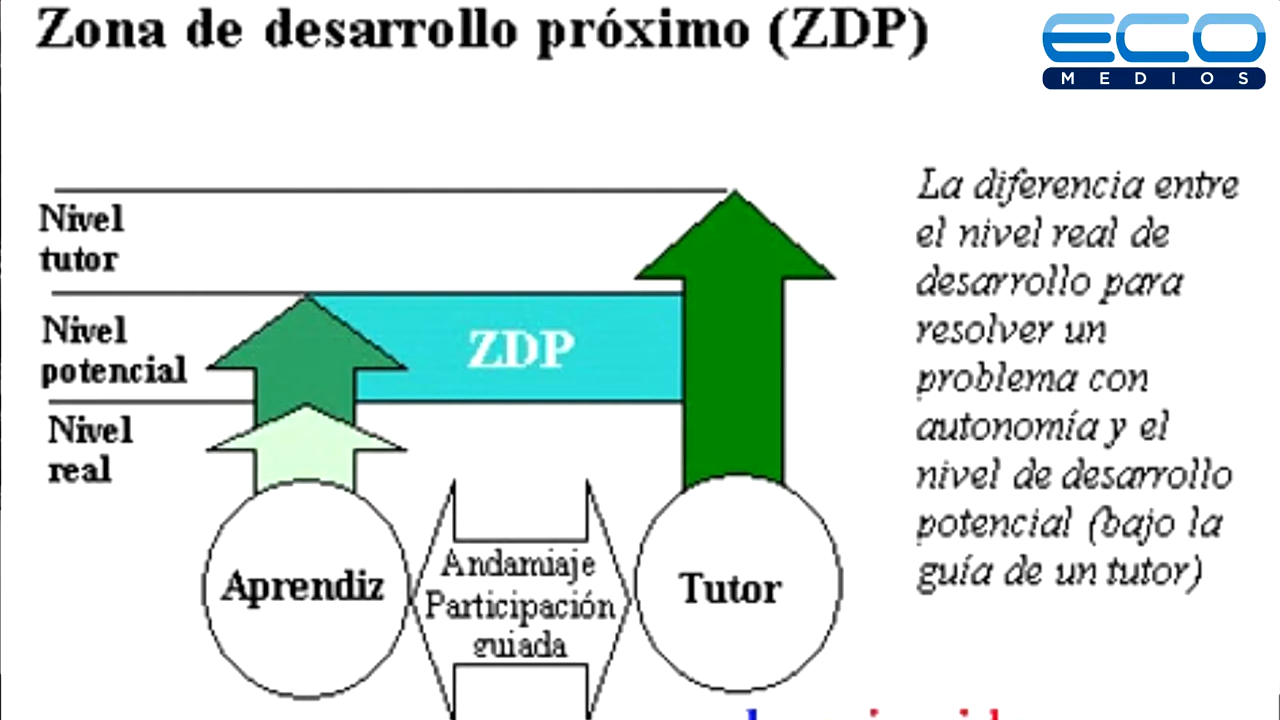 Zona de desarrollo próximo (ZDP)
ECO
MEDIOS
Nivel
tutor
Nivel
potencial
Nivel
real
ZDP
La diferencia entre
el nivel real de
desarrollo para
resolver un
problema con
autonomía y el
nivel de desarrollo
potencial (bajo la
guía de un tutor)
Aprendiz
Andamiaje
Participación
guiada
Tutor